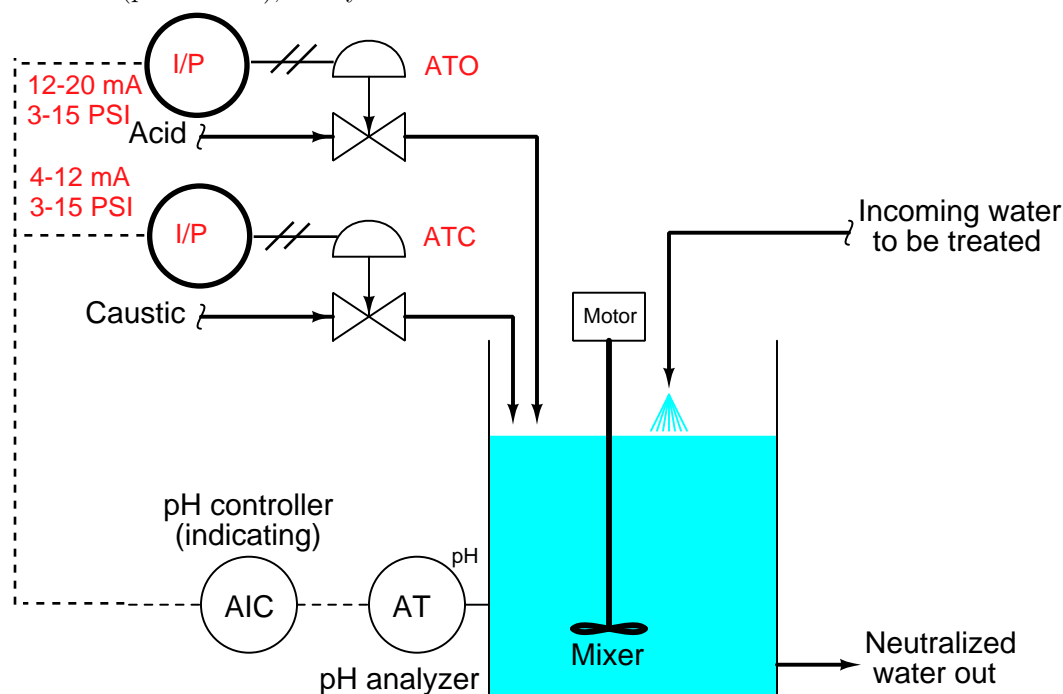 I/P
ATO
12-20 mA
3-15 PSI
Acid
4-12 mA
3-15 PSI
I/P
ATC
Caustic
Incoming water
to be treated
Motor
pH controller
(indicating)
pH
AIC
AT
Mixer
pH analyzer
Neutralized
water out